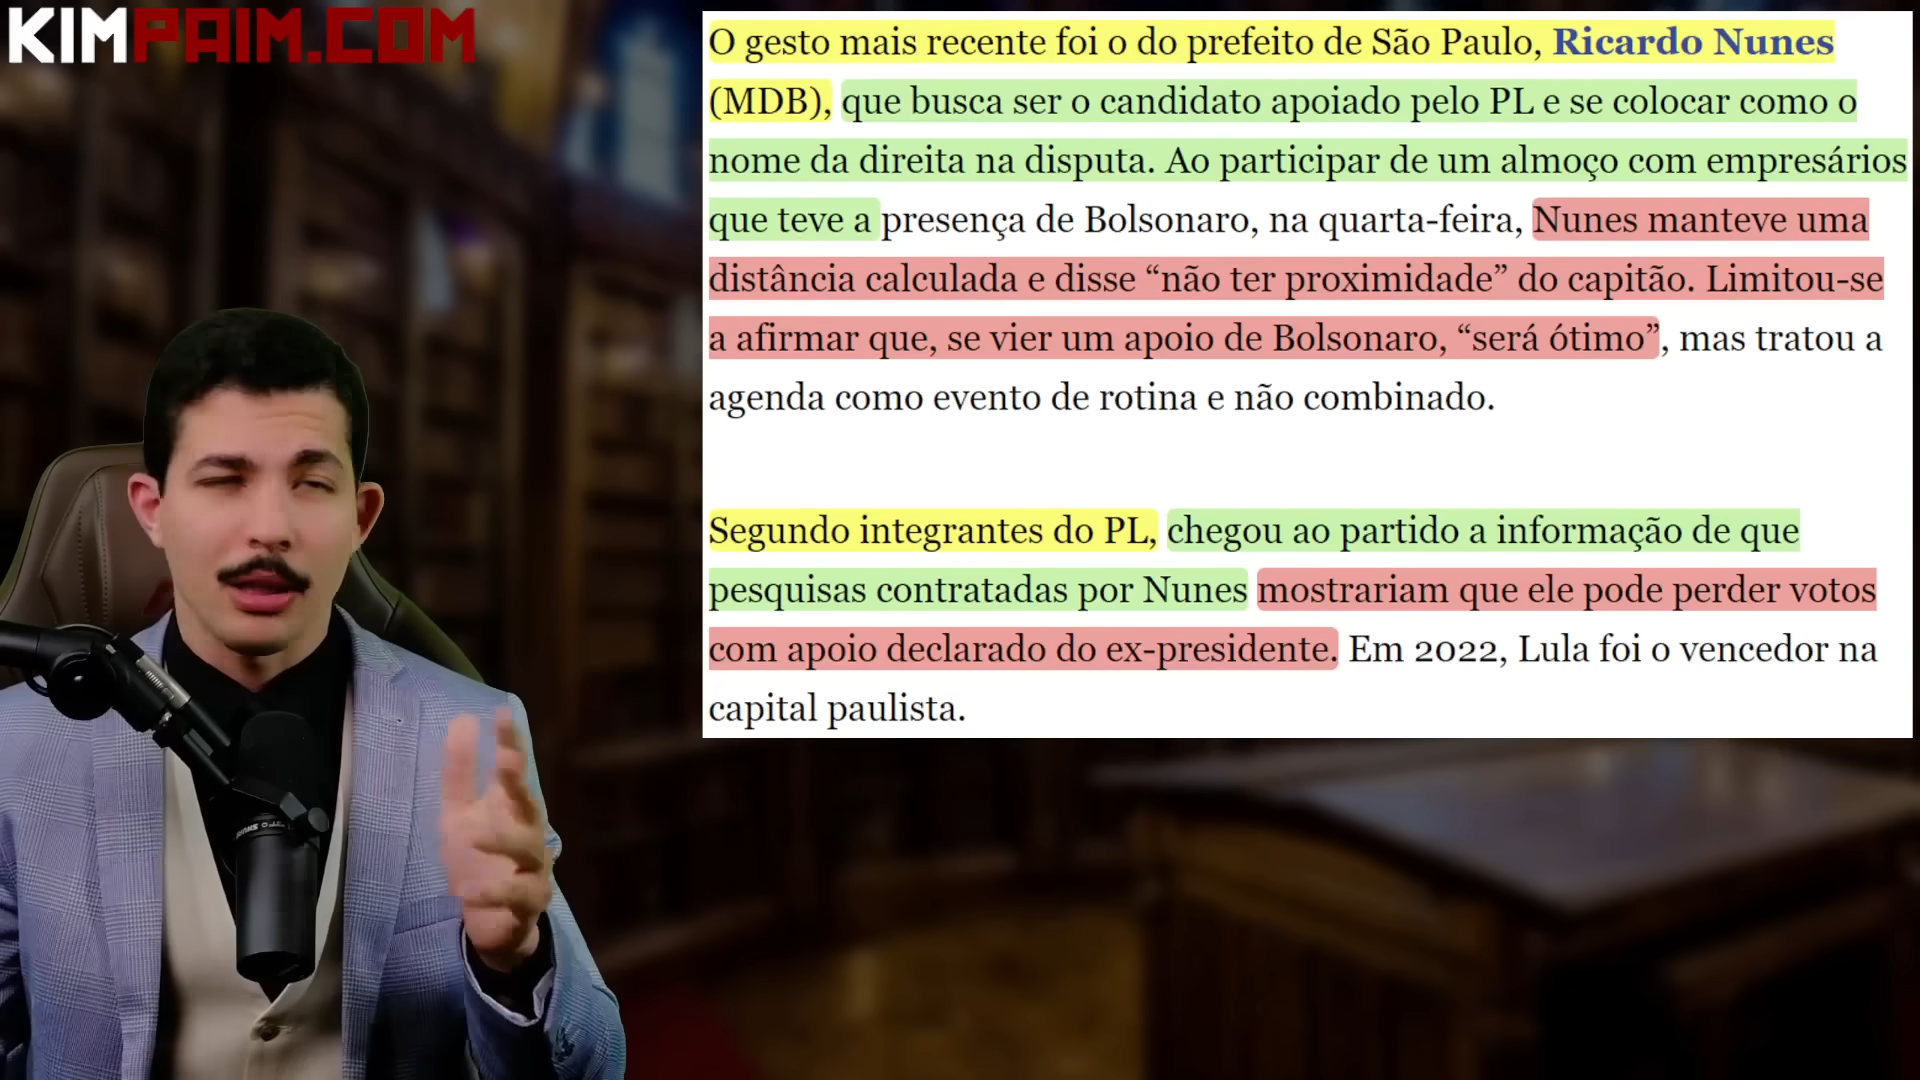 KIMPAIM.COM
O gesto mais recente foi o do prefeito de São Paulo, Ricardo Nunes
(MDB), que busca ser o candidato apoiado pelo PL e se colocar como o
nome da direita na disputa. Ao participar de um almoço com empresários
que teve a presença de Bolsonaro, na quarta-feira, Nunes manteve uma
distância calculada e disse “não ter proximidade” do capitão. Limitou-se
a afirmar que, se vier um apoio de Bolsonaro, “será ótimo”, mas tratou a
agenda como evento de rotina e não combinado.
Segundo integrantes do PL, chegou ao partido a informação de que
pesquisas contratadas por Nunes mostrariam que ele pode perder votos
com apoio declarado do ex-presidente. Em 2022, Lula foi o vencedor na
capital paulista.